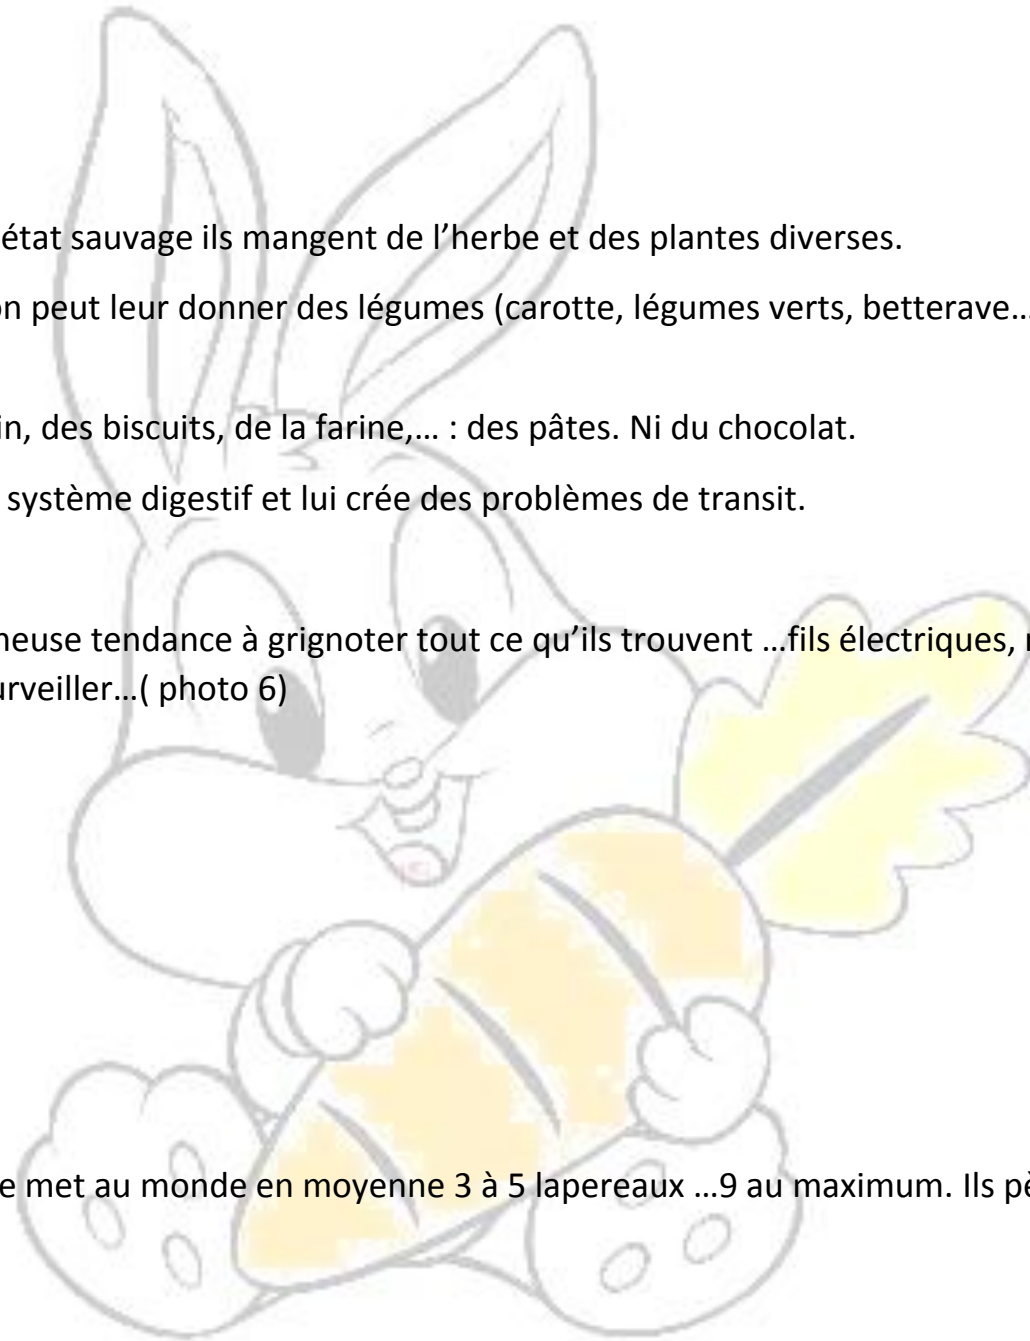 état sauvage ils mangent de l’herbe et des plantes diverses.
on peut leur donner des légumes (carotte, légumes verts, betterave…
in, des biscuits, de la farine,… : des pâtes. Ni du chocolat.
système digestif et lui crée des problèmes de transit.
heuse tendance à grignoter tout ce qu’ils trouvent …fils électriques,
urveiller…( photo 6)
e met au monde en moyenne 3 à 5 lapereaux …9 au maximum. Ils pè